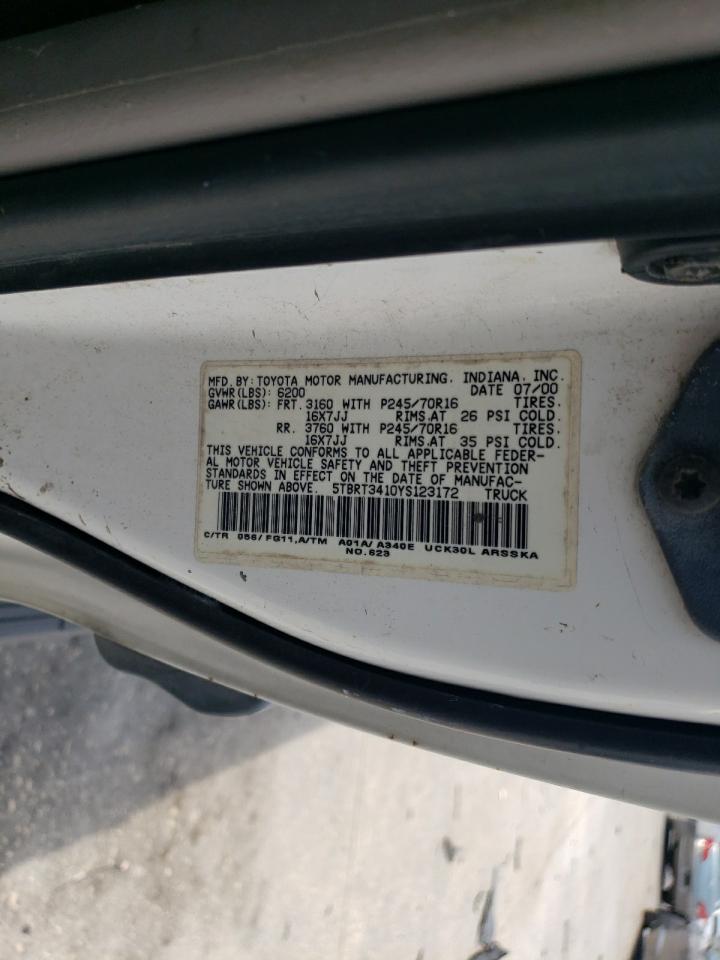 MFD. BY: TOYOTA MOTOR MANUFACTURING, INDIANA, INC.
GVWR(LBS): 6200 DATE 07/00
GAWR(LBS): FRT. 3160 WITH P245/70R16 TIRES.
16X7JJ RIMS.AT 26 PSI COLD.
RR. 3760 WITH P245/70R16 TIRES.
16X7JJ RIMS.AT 35 PSI COLD.
THIS VEHICLE CONFORMS TO ALL APPLICABLE FEDER-
AL MOTOR VEHICLE SAFETY AND THEFT PREVENTION
STANDARDS IN EFFECT ON THE DATE OF MANUFAC-
TURE SHOWN ABOVE. 5TBRT3410YS123172 TRUCK
C/TR 056/ FG11,A/TM A01A/ A340E UCK30L ARSSKA
NO.623